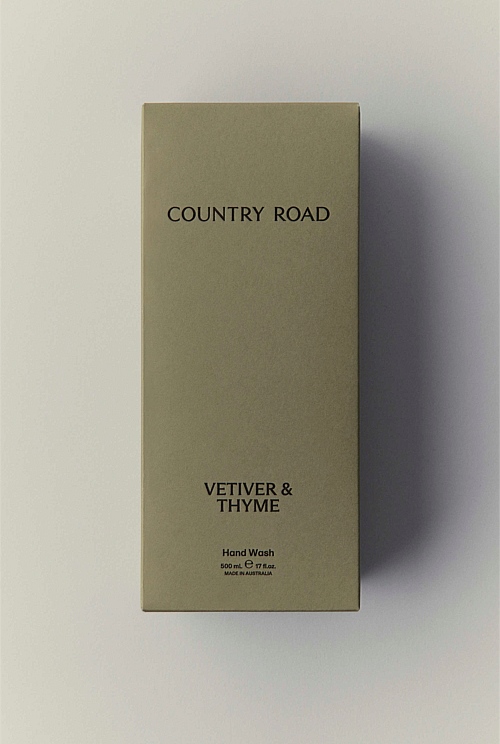 COUNTRY ROAD
VETIVER &
THYME
Hand Wash
500 mL ℮ 17 fl.oz.
MADE IN AUSTRALIA